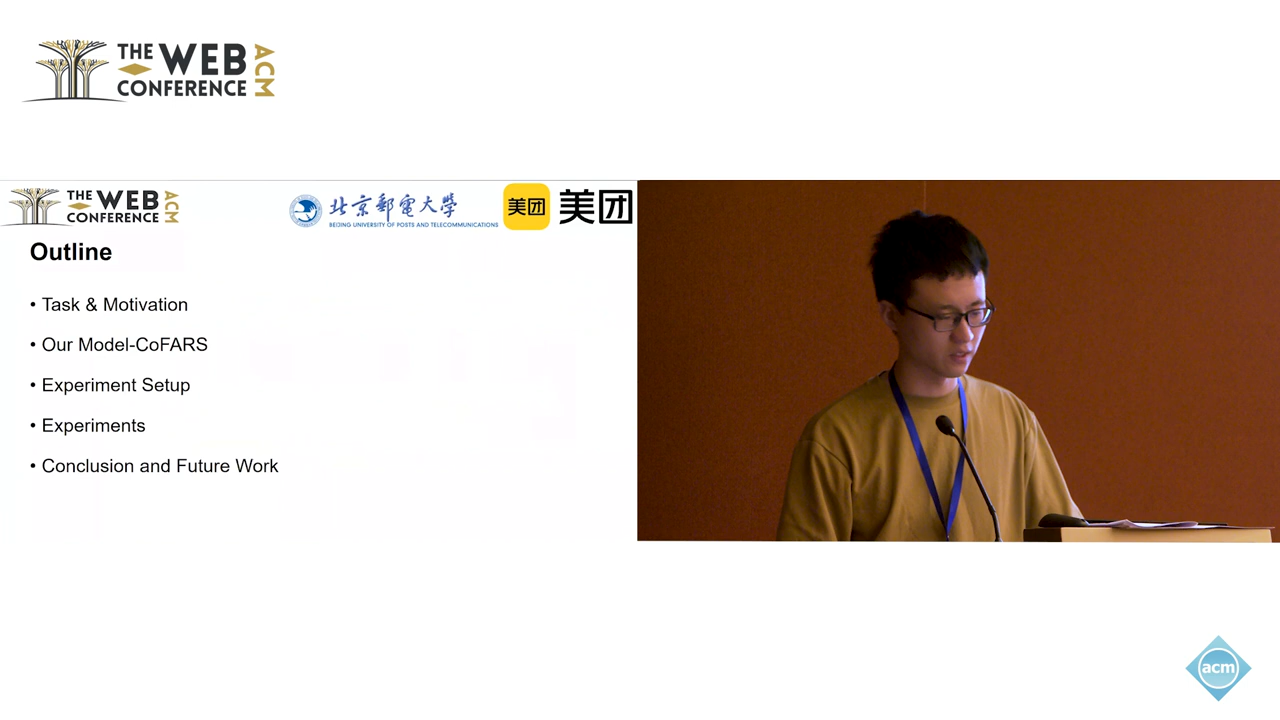 THE WEB
CONFERENCE
ACM
THE WEB
CONFERENCE
ACM
北京郵電大學
BEIJING UNIVERSITY OF POSTS AND TELECOMMUNICATIONS
美团
美团
Outline
• Task & Motivation
• Our Model-CoFARS
• Experiment Setup
• Experiments
• Conclusion and Future Work
acm